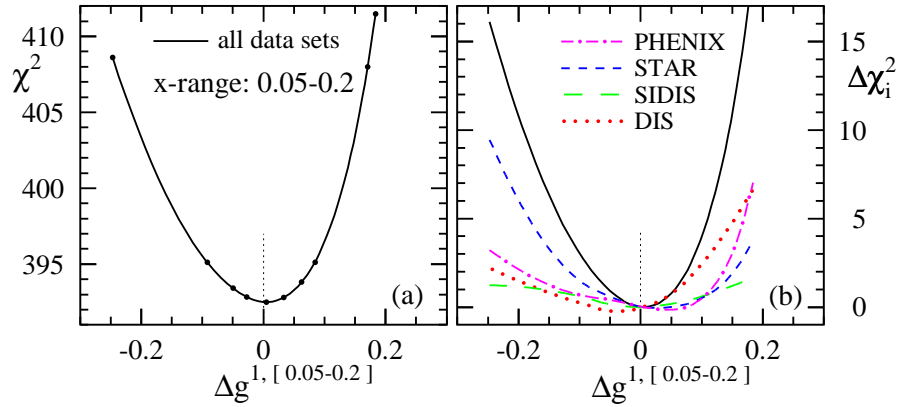 410
χ²
405
400
395
all data sets
x-range: 0.05-0.2
(a)
-0.2 0 0.2
Δg^1, [ 0.05-0.2 ]
PHENIX
STAR
SIDIS
DIS
15
Δχ_i^2
10
5
0
(b)
-0.2 0 0.2
Δg^1, [ 0.05-0.2 ]